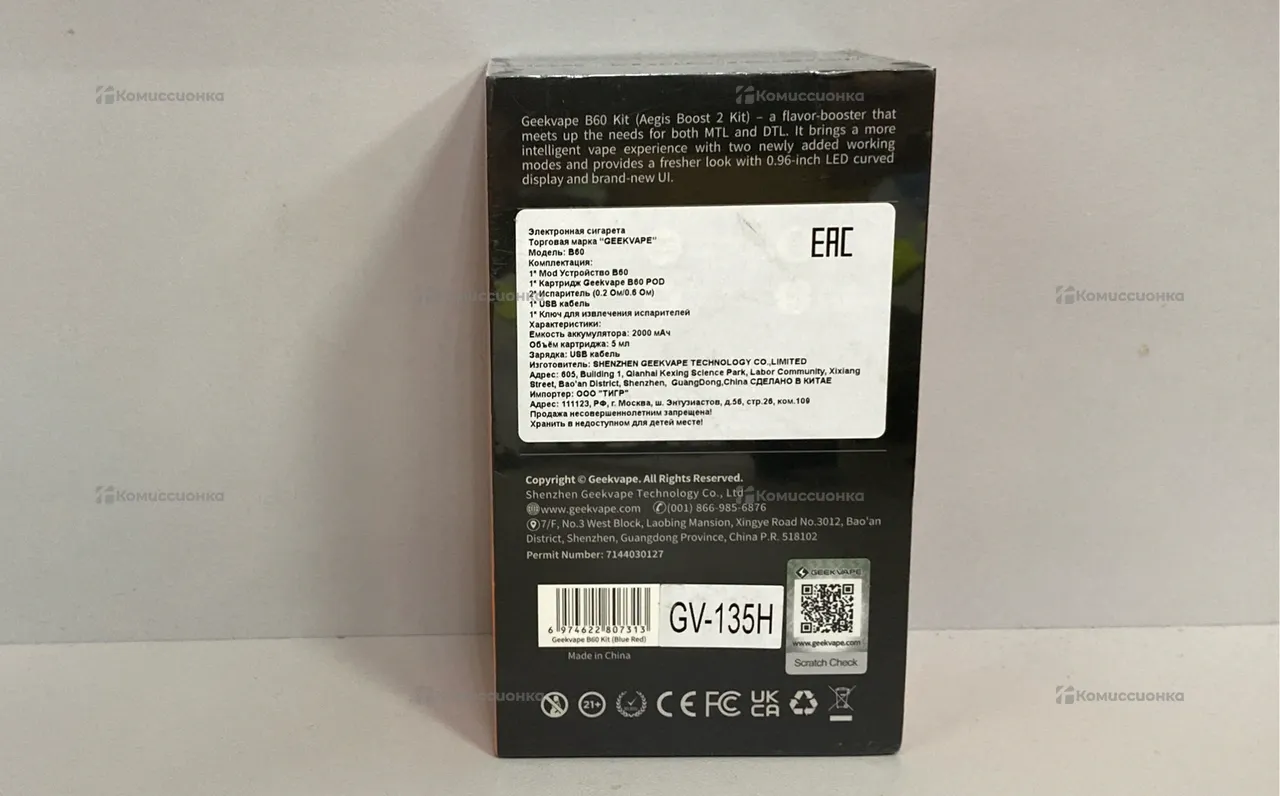 Комиссионка
Комиссионка
Geekvape B60 Kit (Aegis Boost 2 Kit) – a flavor-booster that
meets up the needs for both MTL and DTL. It brings a more
intelligent vape experience with two newly added working
modes and provides a fresher look with 0.96-inch LED curved
display and brand-new UI.
Электронная сигарета
Торговая марка "GEEKVAPE"
EAC
Модель: B60
Комплектация:
1* Mod Устройство B60
1* Картридж Geekvape B60 POD
2* Испаритель (0.2 Ом/0.6 Ом)
Комиссионка
Комиссионка
1* USB кабель
1* Ключ для извлечения испарителей
Характеристики:
Емкость аккумулятора: 2000 мАч
Объём картриджа: 5 мл
Зарядка: USB кабель
Изготовитель: SHENZHEN GEEKVAPE TECHNOLOGY CO.,LIMITED
Адрес: 605, Building 1, Qianhai Kexing Science Park, Labor Community, Xixiang
Street, Bao'an District, Shenzhen, GuangDong,China СДЕЛАНО В КИТАЕ
Импортер: ООО "ТИГР"
Адрес: 111123, РФ, г. Москва, ш. Энтузиастов, д.56, стр.26, ком.109
Продажа несовершеннолетним запрещена!
Хранить в недоступном для детей месте!
Copyright © Geekvape. All Rights Reserved.
Shenzhen Geekvape Technology Co., Ltd
Комиссионка
Комиссионка
www.geekvape.com (001) 866-985-6876
7/F, No.3 West Block, Laobing Mansion, Xingye Road No.3012, Bao'an
District, Shenzhen, Guangdong Province, China P.R. 518102
Permit Number: 7144030127
GEEKVAPE
6 974622 807313
GV-135H
Geekvape B60 Kit (Blue Red)
www.geekvape.com
Made in China
Scratch Check
Комиссионка
Комиссионка
21+
CE FC UK
CA